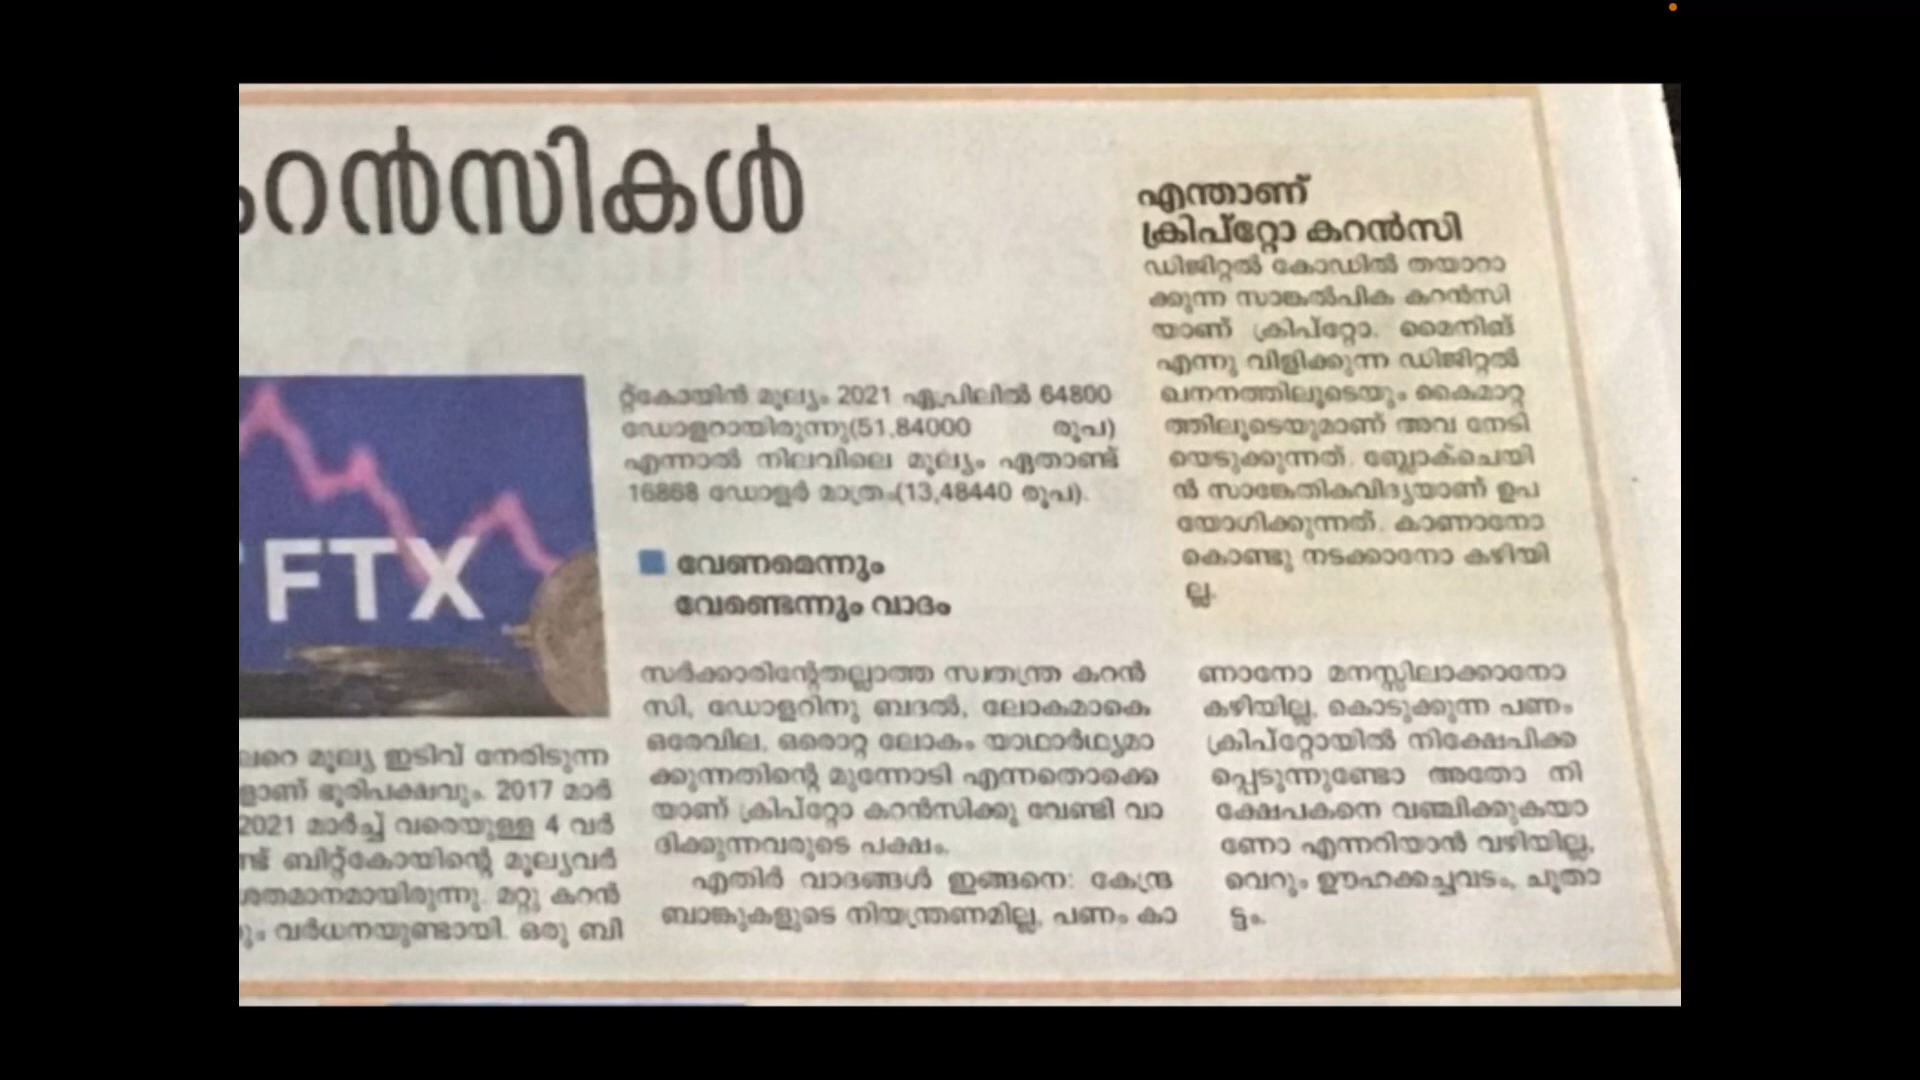 റൻസികൾ
FTX
ലറെ മൂല്യ ഇടിവ് നേരിടുന്ന
ളാണ് ഭൂരിപക്ഷവും. 2017 മാർ
2021 മാർച്ച് വരെയുള്ള 4 വർ
ണ്ട് ബിറ്റ്കോയിന്റെ മൂല്യവർ
ശതമാനമായിരുന്നു. മറ്റു കറൻ
വർധനയുണ്ടായി. ഒരു ബി
റ്റ്കോയിൻ മൂല്യം 2021 ഏപ്രിലിൽ 64800
ഡോളറായിരുന്നു(51,84000 രൂപ)
എന്നാൽ നിലവിലെ മൂല്യം ഏതാണ്ട്
16868 ഡോളർ മാത്രം(13,48440 രൂപ).
വേണമെന്നും
വേണ്ടെന്നും വാദം
സർക്കാരിന്റേതല്ലാത്ത സ്വതന്ത്ര കറൻ
സി, ഡോളറിനു ബദൽ, ലോകമാകെ
ഒരേവില, ഒരൊറ്റ ലോകം യാഥാർഥ്യമാ
ക്കുന്നതിന്റെ മുന്നോടി എന്നതൊക്കെ
യാണ് ക്രിപ്റ്റോ കറൻസിക്കു വേണ്ടി വാ
ദിക്കുന്നവരുടെ പക്ഷം.
എതിർ വാദങ്ങൾ ഇങ്ങനെ: കേന്ദ്ര
ബാങ്കുകളുടെ നിയന്ത്രണമില്ല, പണം കാ
ണാനോ മനസ്സിലാക്കാനോ
കഴിയില്ല, കൊടുക്കുന്ന പണം
ക്രിപ്റ്റോയിൽ നിക്ഷേപിക്ക
പ്പെടുന്നുണ്ടോ അതോ നി
ക്ഷേപകനെ വഞ്ചിക്കുകയാ
ണോ എന്നറിയാൻ വഴിയില്ല,
വെറും ഊഹക്കച്ചവടം, ചൂതാ
ട്ടം.
എന്താണ്
ക്രിപ്റ്റോ കറൻസി
ഡിജിറ്റൽ കോഡിൽ തയാറാ
ക്കുന്ന സാങ്കൽപിക കറൻസി
യാണ് ക്രിപ്റ്റോ. മൈനിങ്
എന്നു വിളിക്കുന്ന ഡിജിറ്റൽ
ഖനനത്തിലൂടെയും കൈമാറ്റ
ത്തിലൂടെയുമാണ് അവ നേടി
യെടുക്കുന്നത്. ബ്ലോക്ചെയി
ൻ സാങ്കേതികവിദ്യയാണ് ഉപ
യോഗിക്കുന്നത്. കാണാനോ
കൊണ്ടു നടക്കാനോ കഴിയി
ല്ല.